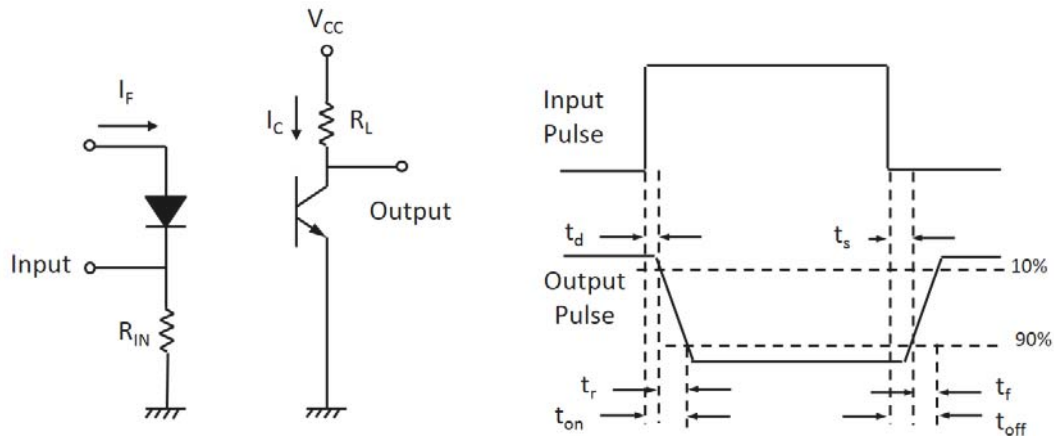 V_CC
I_F
I_C
R_L
Output
Input
R_IN
Input
Pulse
t_d
t_s
10%
Output
Pulse
90%
t_r
t_f
t_on
t_off